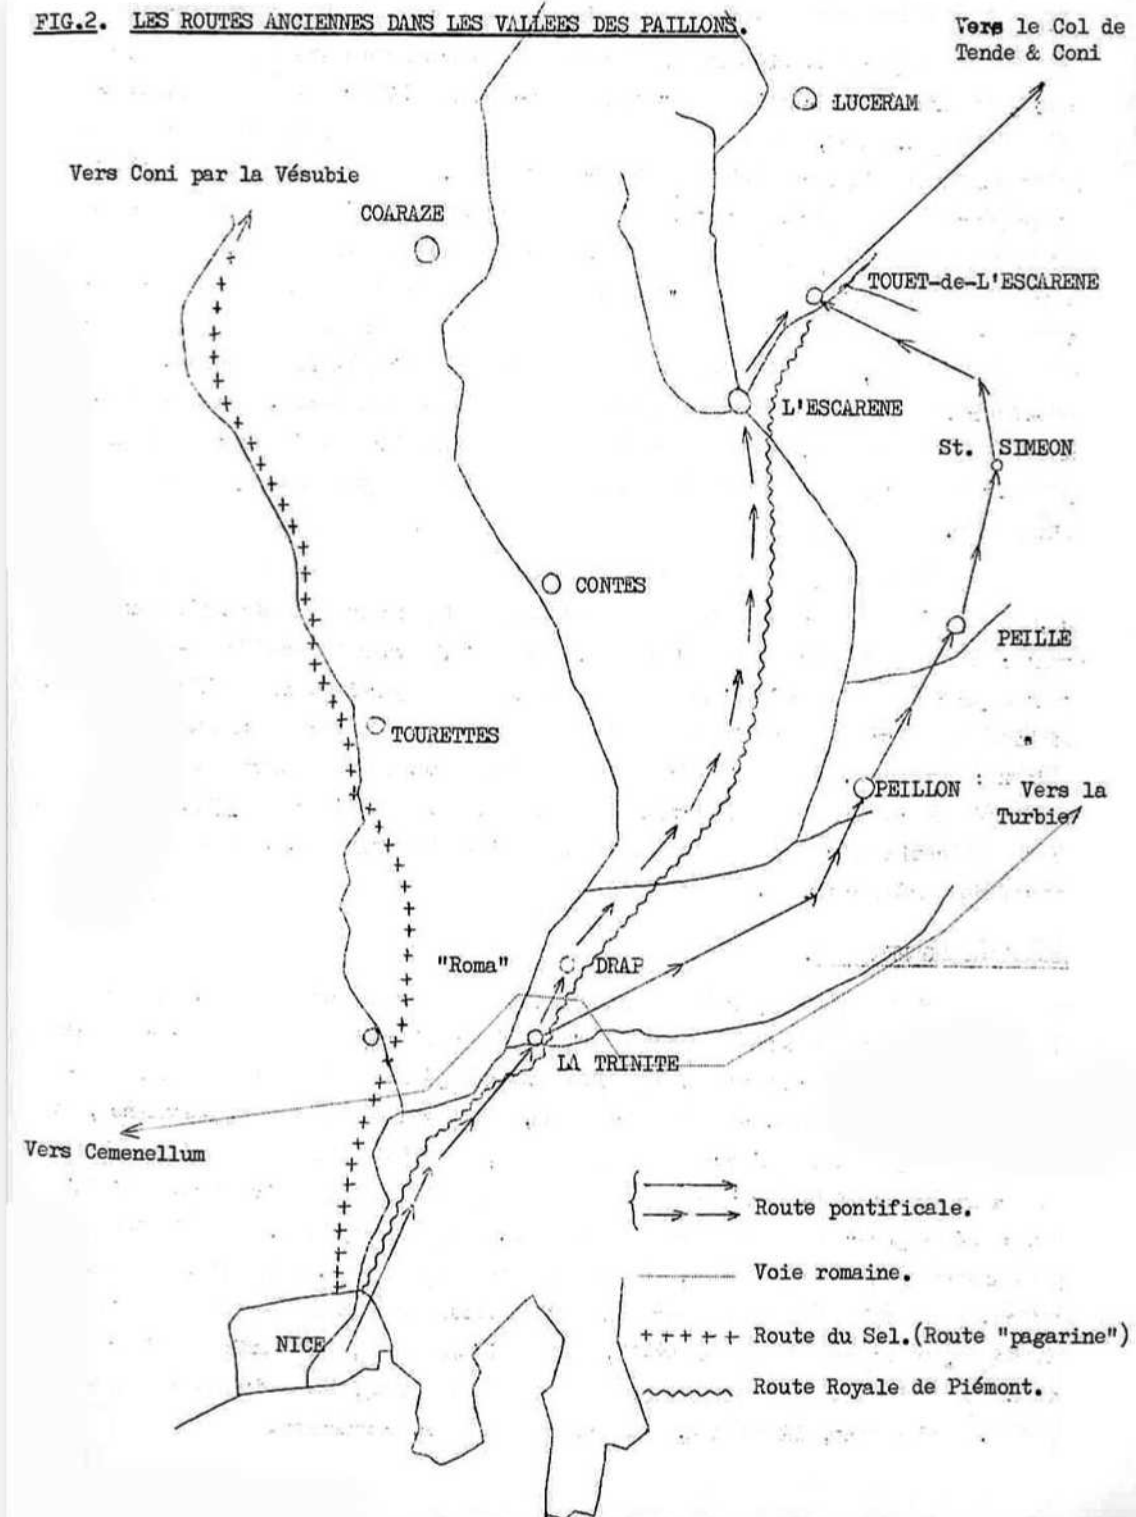 FIG.2. LES ROUTES ANCIENNES DANS LES VALLEES DES PAILLONS.
Vers le Col de
Tende & Coni
LUCERAM
Vers Coni par la Vésubie
COARAZE
TOUET-de-L'ESCARENE
L'ESCARENE
St. SIMEON
CONTES
PEILLE
TOURETTES
PEILLON
Vers la
Turbie
"Roma"
DRAP
LA TRINITE
Vers Cemenellum
Route pontificale.
Voie romaine.
NICE
+ + + + + Route du Sel.(Route "pagarine")
Route Royale de Piémont.